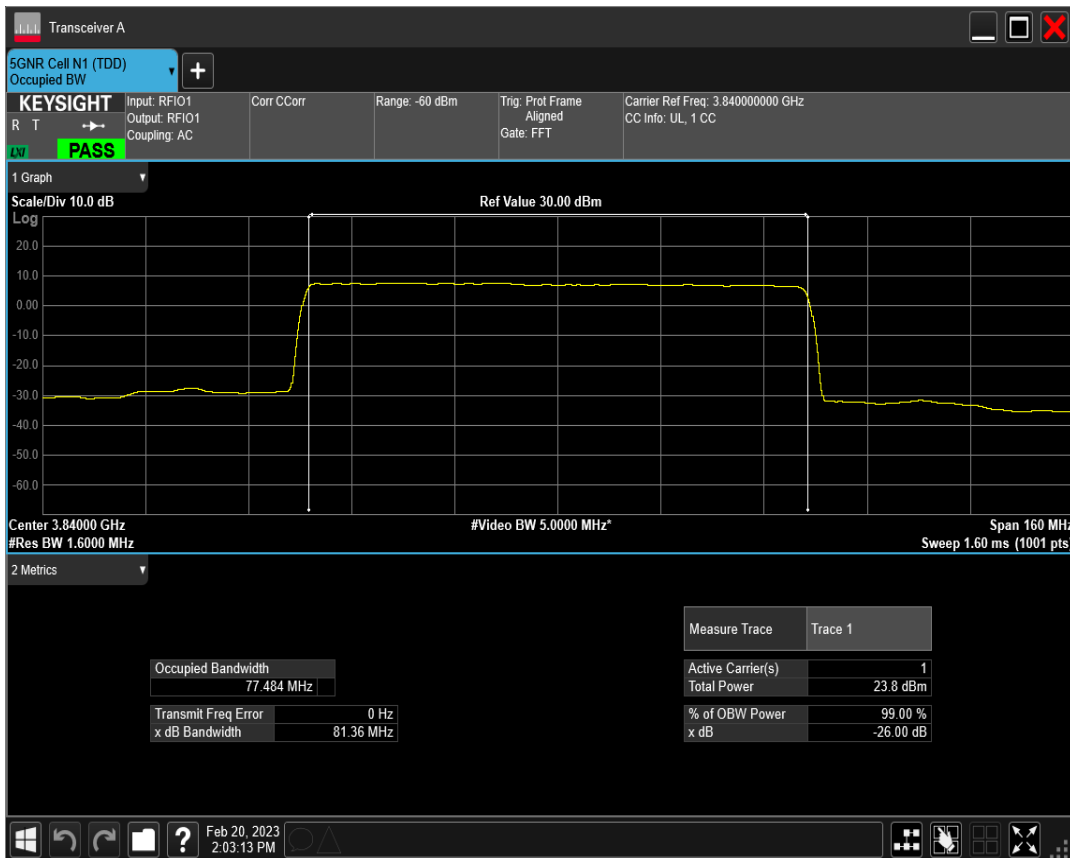 Transceiver A
5GNR Cell N1 (TDD)
Occupied BW
+
KEYSIGHT
R T
LXI
PASS
Input: RFIO1
Output: RFIO1
Coupling: AC
Corr CCorr
Range: -60 dBm
Trig: Prot Frame
Aligned
Gate: FFT
Carrier Ref Freq: 3.840000000 GHz
CC Info: UL, 1 CC
1 Graph
Scale/Div 10.0 dB
Ref Value 30.00 dBm
Log
20.0
10.0
0.00
-10.0
-20.0
-30.0
-40.0
-50.0
-60.0
Center 3.84000 GHz
#Video BW 5.0000 MHz*
Span 160 MHz
#Res BW 1.6000 MHz
Sweep 1.60 ms (1001 pts)
2 Metrics
Measure Trace Trace 1
Occupied Bandwidth
77.484 MHz
Active Carrier(s) 1
Total Power 23.8 dBm
Transmit Freq Error 0 Hz
x dB Bandwidth 81.36 MHz
% of OBW Power 99.00 %
x dB -26.00 dB
?
Feb 20, 2023
2:03:13 PM